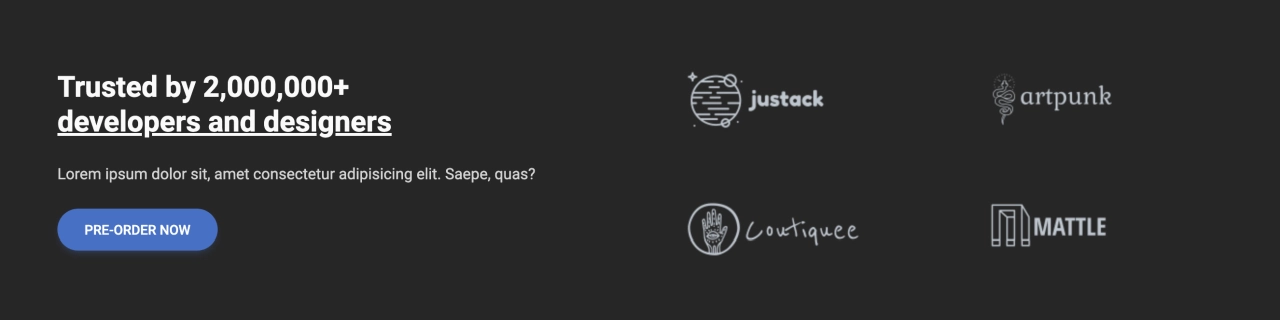 Trusted by 2,000,000+
developers and designers
Lorem ipsum dolor sit, amet consectetur adipisicing elit. Saepe, quas?
PRE-ORDER NOW
justack
artpunk
Coutiquee
MATTLE